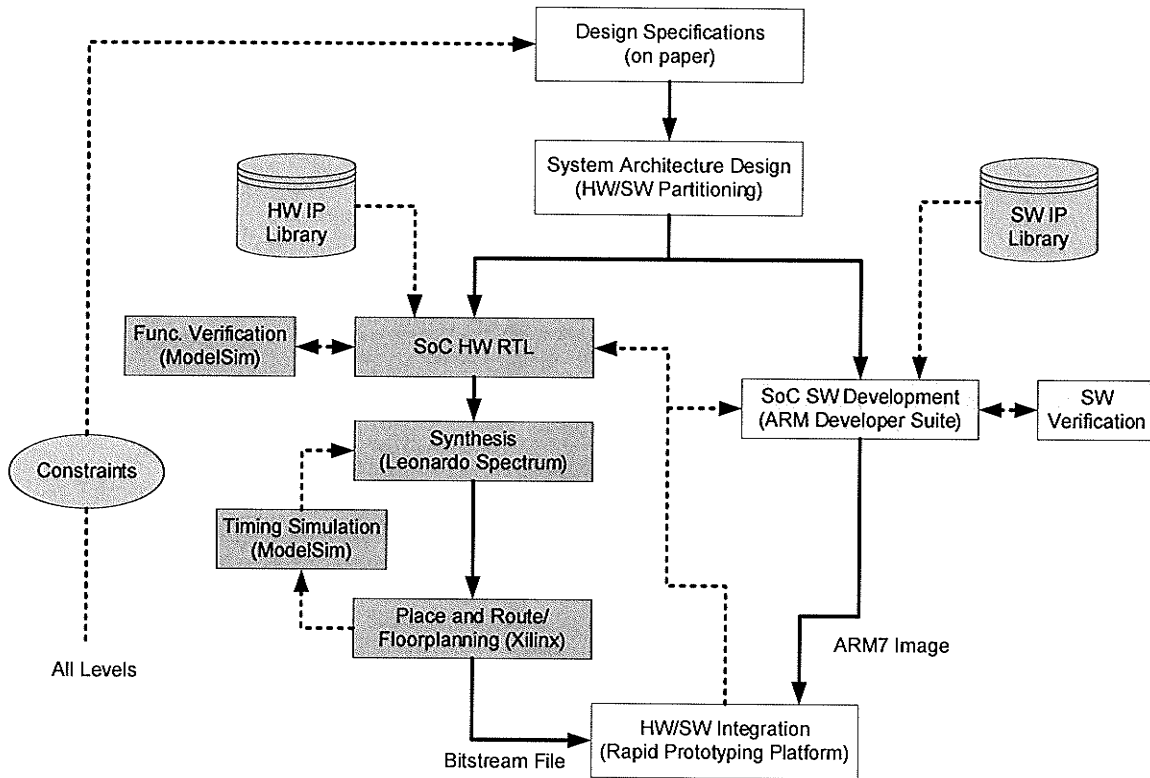 Design Specifications
(on paper)
System Architecture Design
(HW/SW Partitioning)
HW IP
Library
SW IP
Library
Func. Verification
(ModelSim)
SoC HW RTL
SoC SW Development
(ARM Developer Suite)
SW
Verification
Synthesis
(Leonardo Spectrum)
Constraints
Timing Simulation
(ModelSim)
Place and Route/
Floorplanning (Xilinx)
All Levels
ARM7 Image
HW/SW Integration
(Rapid Prototyping Platform)
Bitstream File